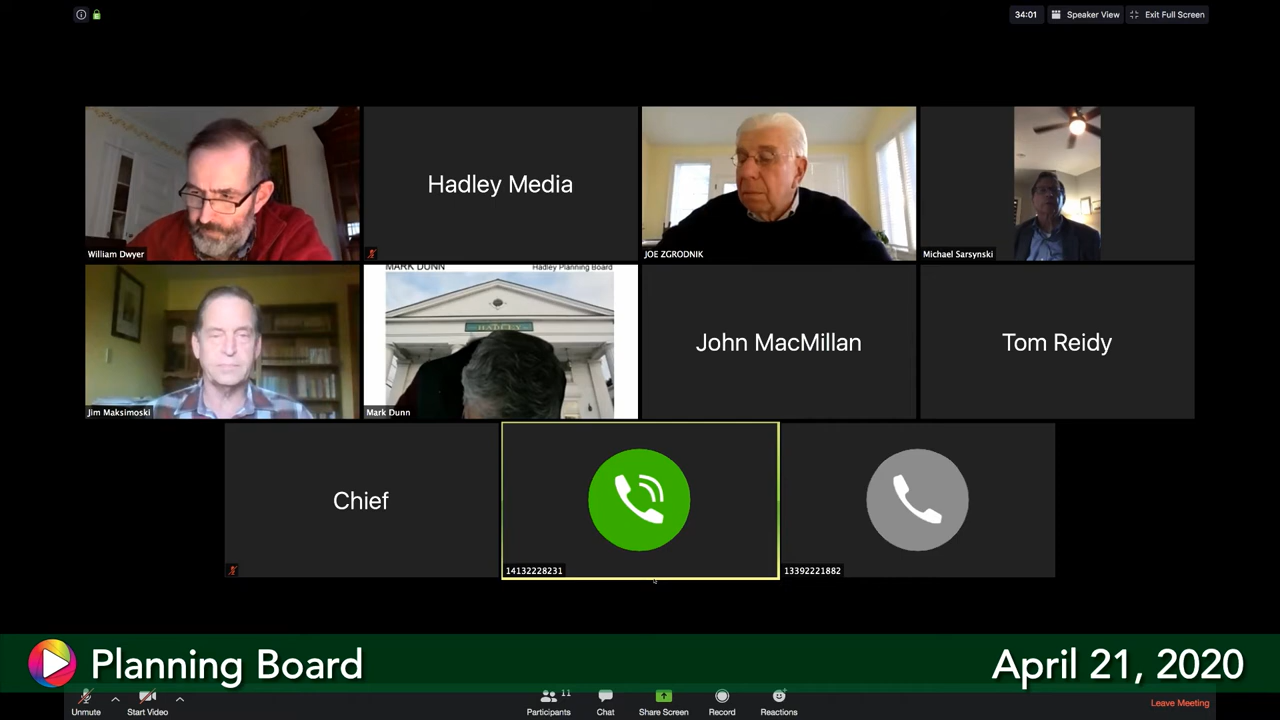 34:01
Speaker View
Exit Full Screen
Hadley Media
William Dwyer
JOE ZGRODNIK
Michael Sarsynski
MARK DUNN
Hadley Planning Board
John MacMillan
Tom Reidy
Jim Maksimoski
Mark Dunn
Chief
14132228231
13392221882
Planning Board
April 21, 2020
Unmute
Start Video
Participants
11
Chat
Share Screen
Record
Reactions
Leave Meeting